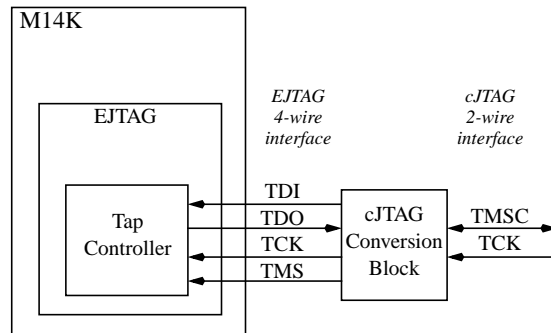 M14K
EJTAG
Tap
Controller
EJTAG
4-wire
interface
TDI
TDO
TCK
TMS
cJTAG
Conversion
Block
cJTAG
2-wire
interface
TMSC
TCK